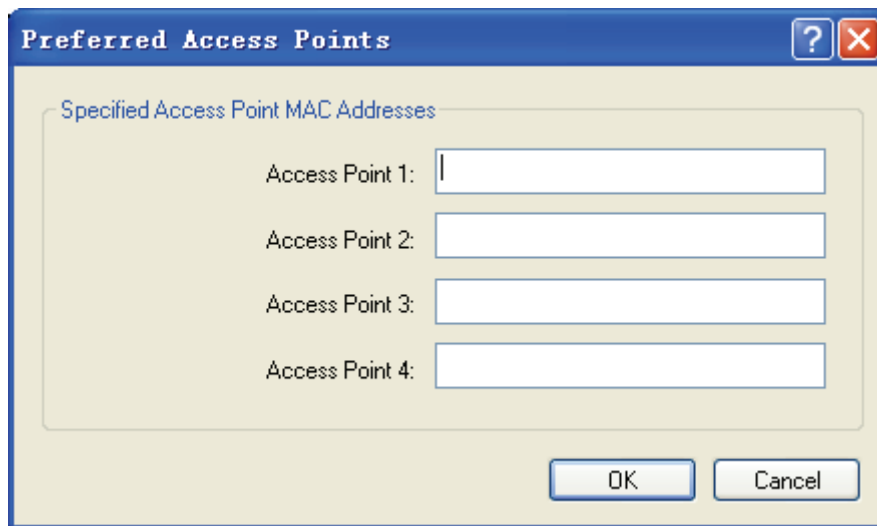 Preferred Access Points
Specified Access Point MAC Addresses
Access Point 1:
Access Point 2:
Access Point 3:
Access Point 4:
OK
Cancel